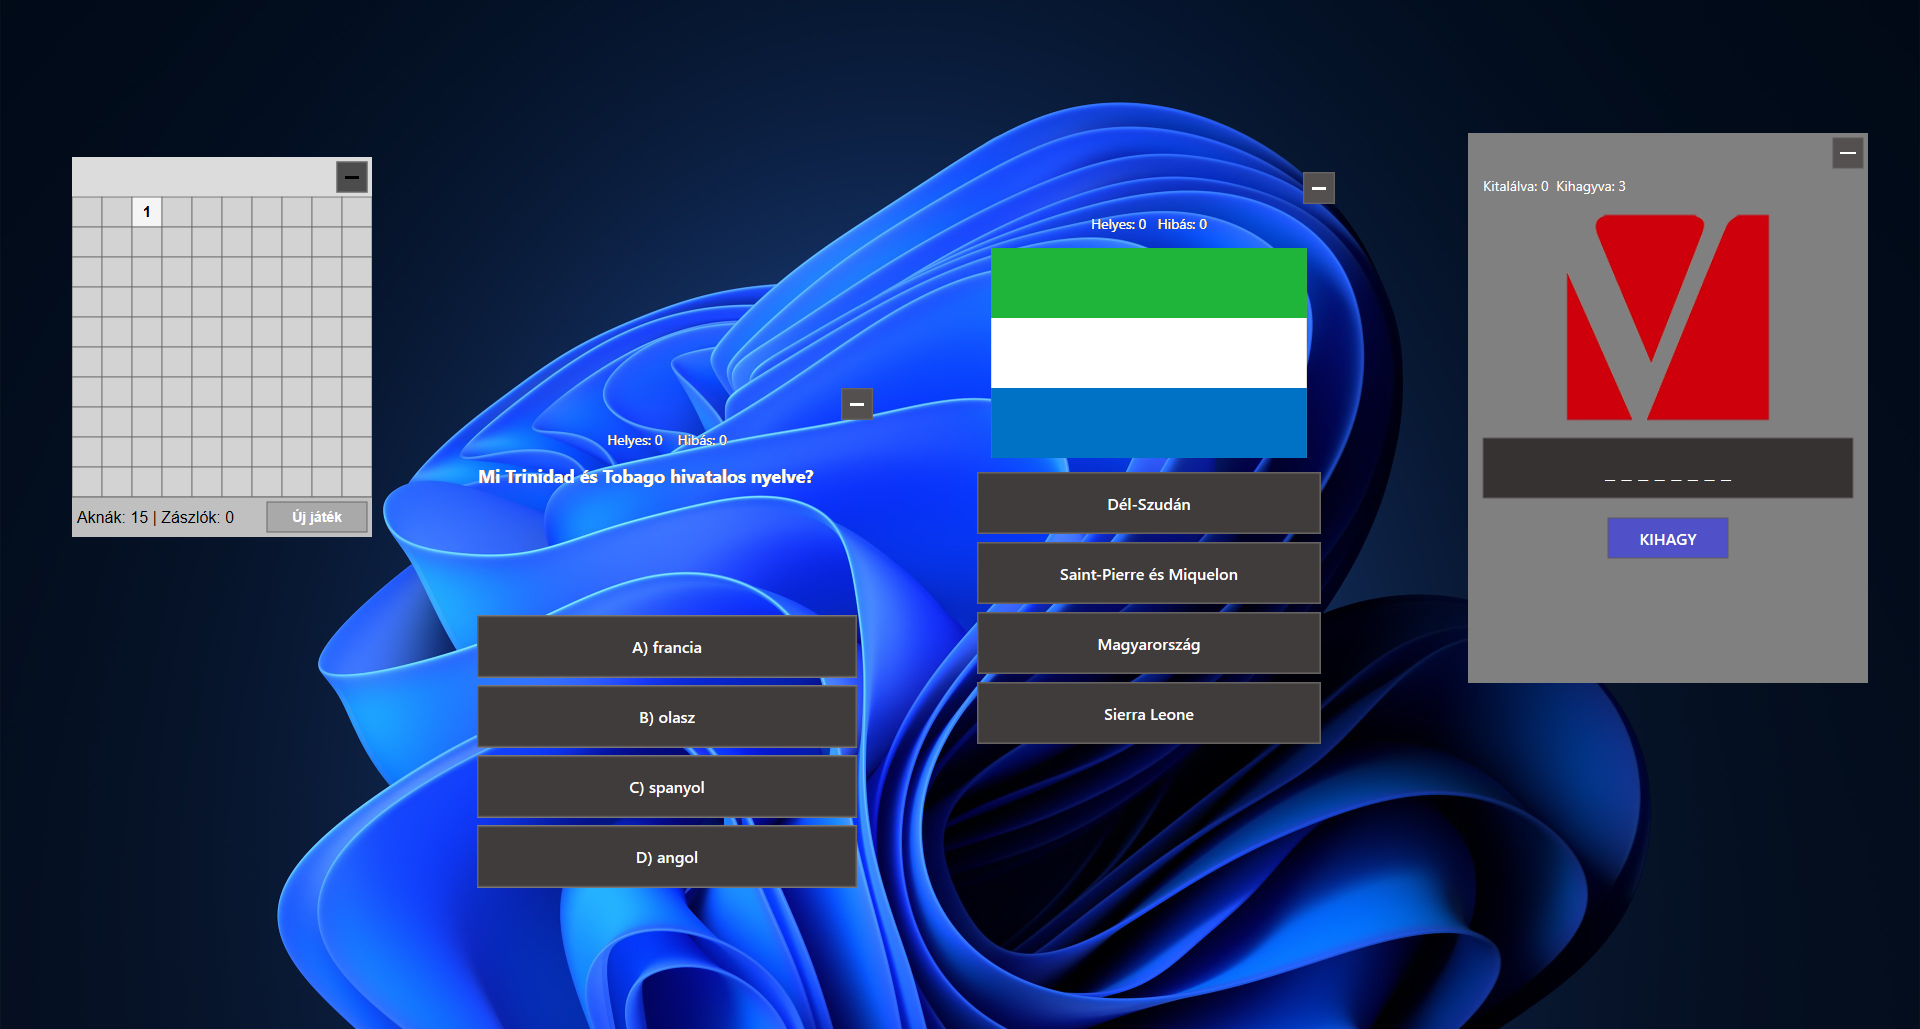 1
Aknák: 15 | Zászlók: 0
Új játék
Helyes: 0 Hibás: 0
Mi Trinidad és Tobago hivatalos nyelve?
A) francia
B) olasz
C) spanyol
D) angol
Helyes: 0 Hibás: 0
Dél-Szudán
Saint-Pierre és Miquelon
Magyarország
Sierra Leone
Kitalálva: 0 Kihagyva: 3
_ _ _ _ _ _ _ _
KIHAGY